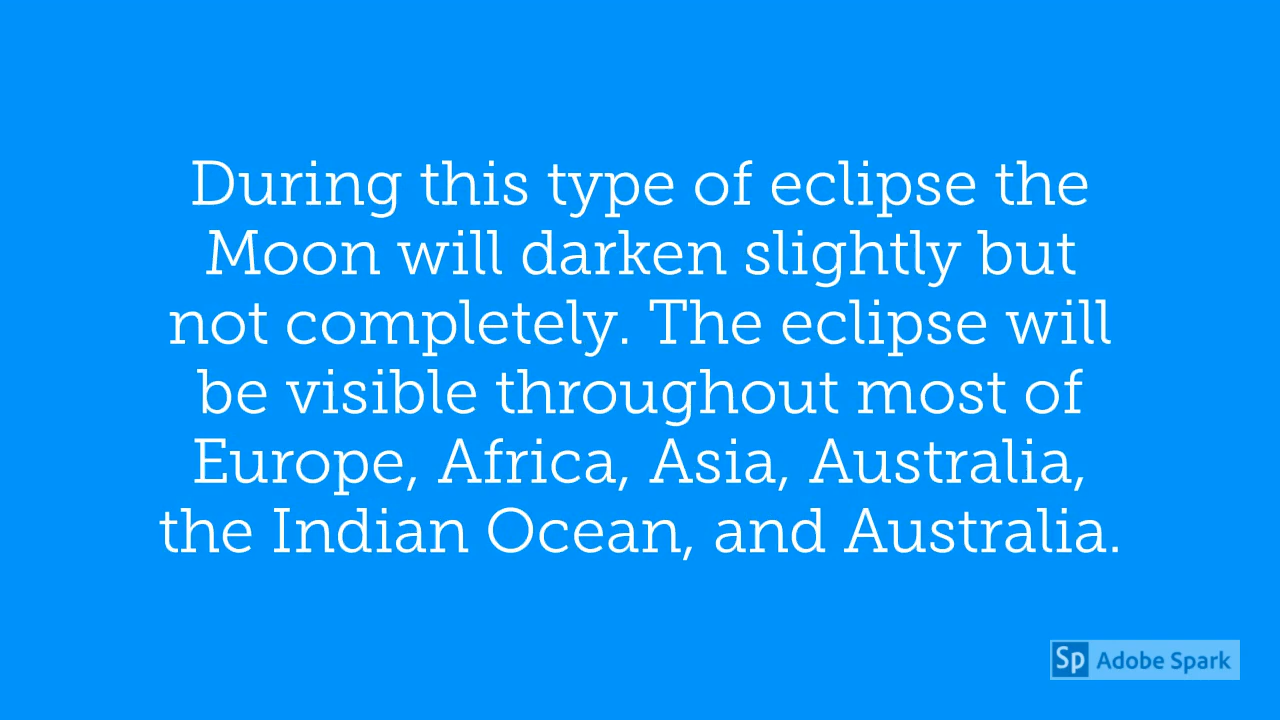 During this type of eclipse the
Moon will darken slightly but
not completely. The eclipse will
be visible throughout most of
Europe, Africa, Asia, Australia,
the Indian Ocean, and Australia.
Sp Adobe Spark